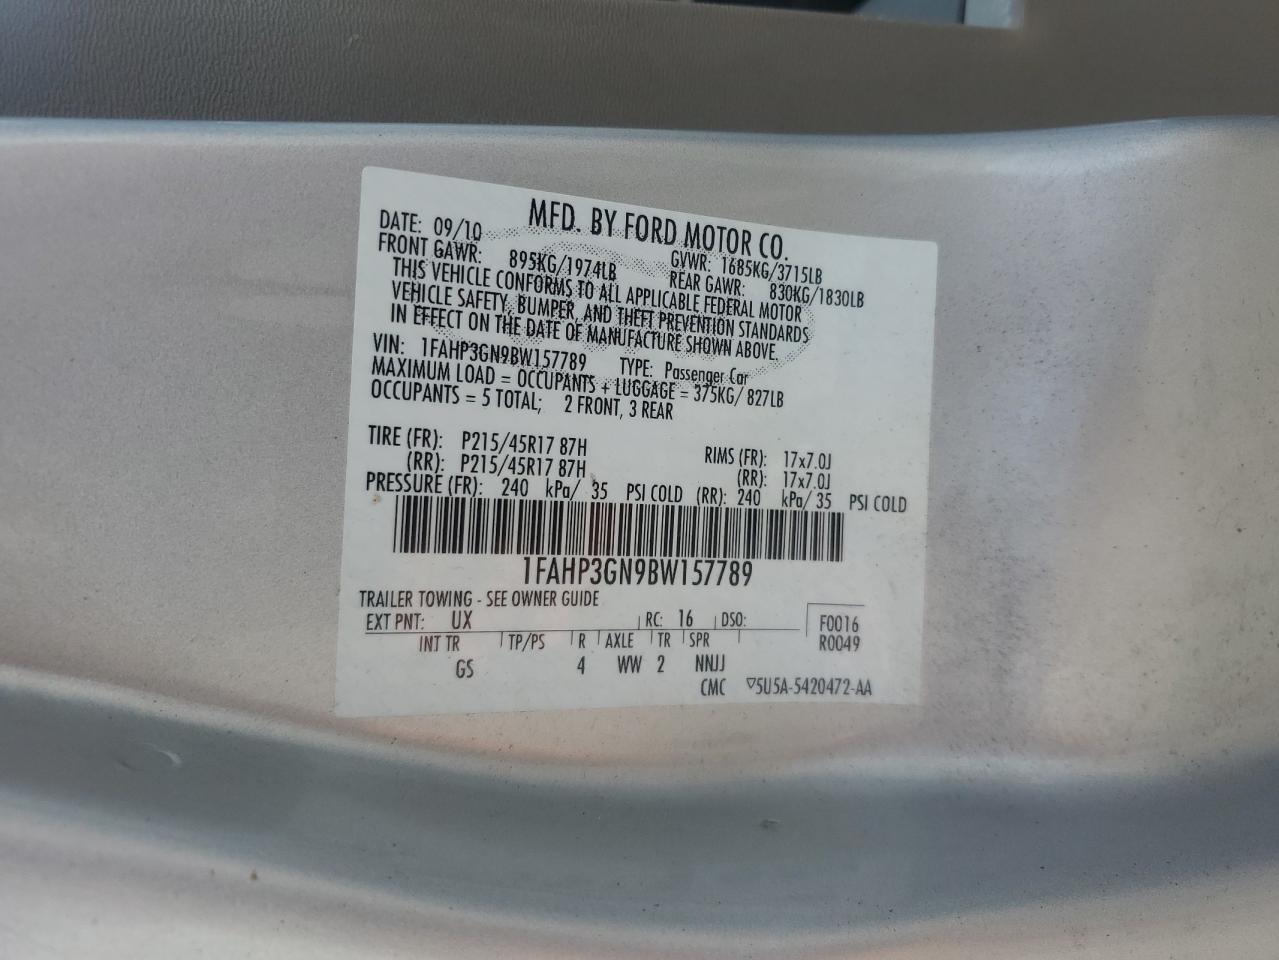 MFD. BY FORD MOTOR CO.
DATE: 09/10 GVWR: 1685KG/3715LB
FRONT GAWR: 895KG/1974LB REAR GAWR: 830KG/1830LB
THIS VEHICLE CONFORMS TO ALL APPLICABLE FEDERAL MOTOR
VEHICLE SAFETY, BUMPER, AND THEFT PREVENTION STANDARDS
IN EFFECT ON THE DATE OF MANUFACTURE SHOWN ABOVE.
VIN: 1FAHP3GN9BW157789 TYPE: Passenger Car
MAXIMUM LOAD = OCCUPANTS + LUGGAGE = 375KG/ 827LB
OCCUPANTS = 5 TOTAL; 2 FRONT, 3 REAR
TIRE (FR): P215/45R17 87H RIMS (FR): 17x7.0J
(RR): P215/45R17 87H (RR): 17x7.0J
PRESSURE (FR): 240 kPa/ 35 PSI COLD (RR): 240 kPa/ 35 PSI COLD
1FAHP3GN9BW157789
TRAILER TOWING - SEE OWNER GUIDE
EXT PNT: UX RC: 16 DSO: F0016
INT TR TP/PS R AXLE TR SPR R0049
GS 4 WW 2 NNJJ
CMC ▽5U5A-5420472-AA